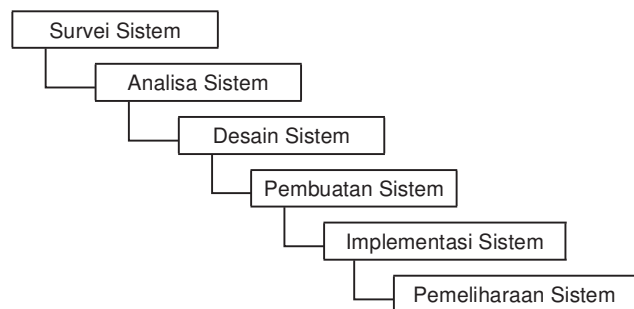 Survei Sistem
Analisa Sistem
Desain Sistem
Pembuatan Sistem
Implementasi Sistem
Pemeliharaan Sistem